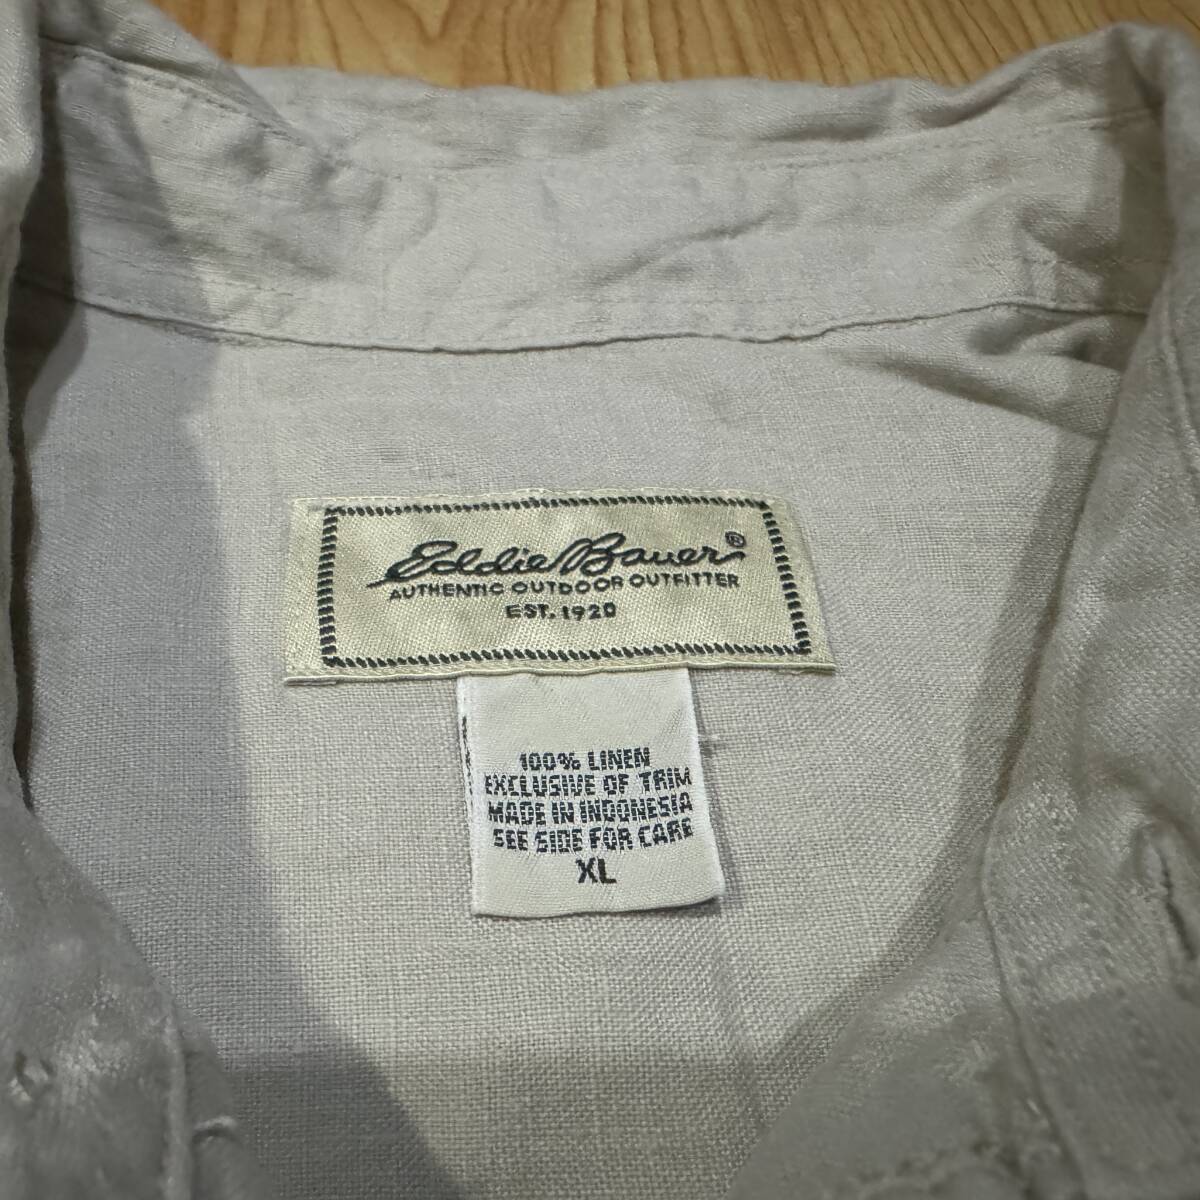 Eddie Bauer®
AUTHENTIC OUTDOOR OUTFITTER
EST. 1920
100% LINEN
EXCLUSIVE OF TRIM
MADE IN INDONESIA
SEE SIDE FOR CARE
XL